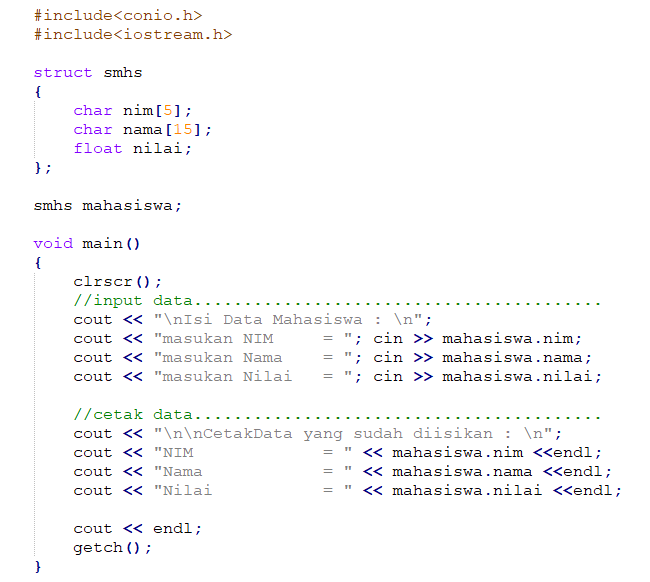 #include<conio.h>
#include<iostream.h>

struct smhs
{
    char nim[5];
    char nama[15];
    float nilai;
};

smhs mahasiswa;

void main()
{
    clrscr();
    //input data.........................................
    cout << "\nIsi Data Mahasiswa : \n";
    cout << "masukan NIM     = "; cin >> mahasiswa.nim;
    cout << "masukan Nama    = "; cin >> mahasiswa.nama;
    cout << "masukan Nilai   = "; cin >> mahasiswa.nilai;

    //cetak data.........................................
    cout << "\n\nCetakData yang sudah diisikan : \n";
    cout << "NIM             = " << mahasiswa.nim <<endl;
    cout << "Nama            = " << mahasiswa.nama <<endl;
    cout << "Nilai           = " << mahasiswa.nilai <<endl;

    cout << endl;
    getch();
}